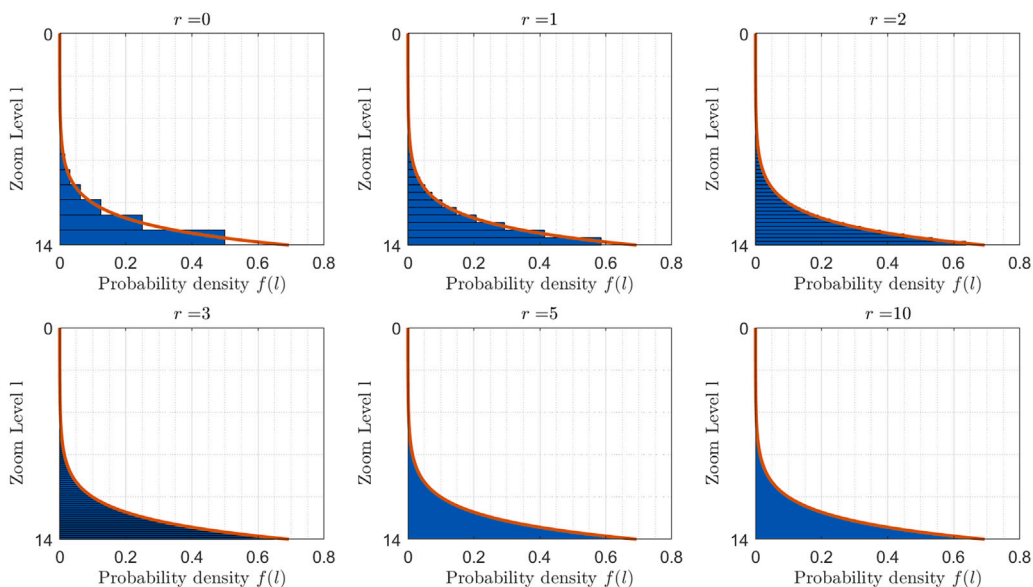 r =0
0
Zoom Level l
14
0 0.2 0.4 0.6 0.8
Probability density f(l)
r =1
0
Zoom Level l
14
0 0.2 0.4 0.6 0.8
Probability density f(l)
r =2
0
Zoom Level l
14
0 0.2 0.4 0.6 0.8
Probability density f(l)
r =3
0
Zoom Level l
14
0 0.2 0.4 0.6 0.8
Probability density f(l)
r =5
0
Zoom Level l
14
0 0.2 0.4 0.6 0.8
Probability density f(l)
r =10
0
Zoom Level l
14
0 0.2 0.4 0.6 0.8
Probability density f(l)